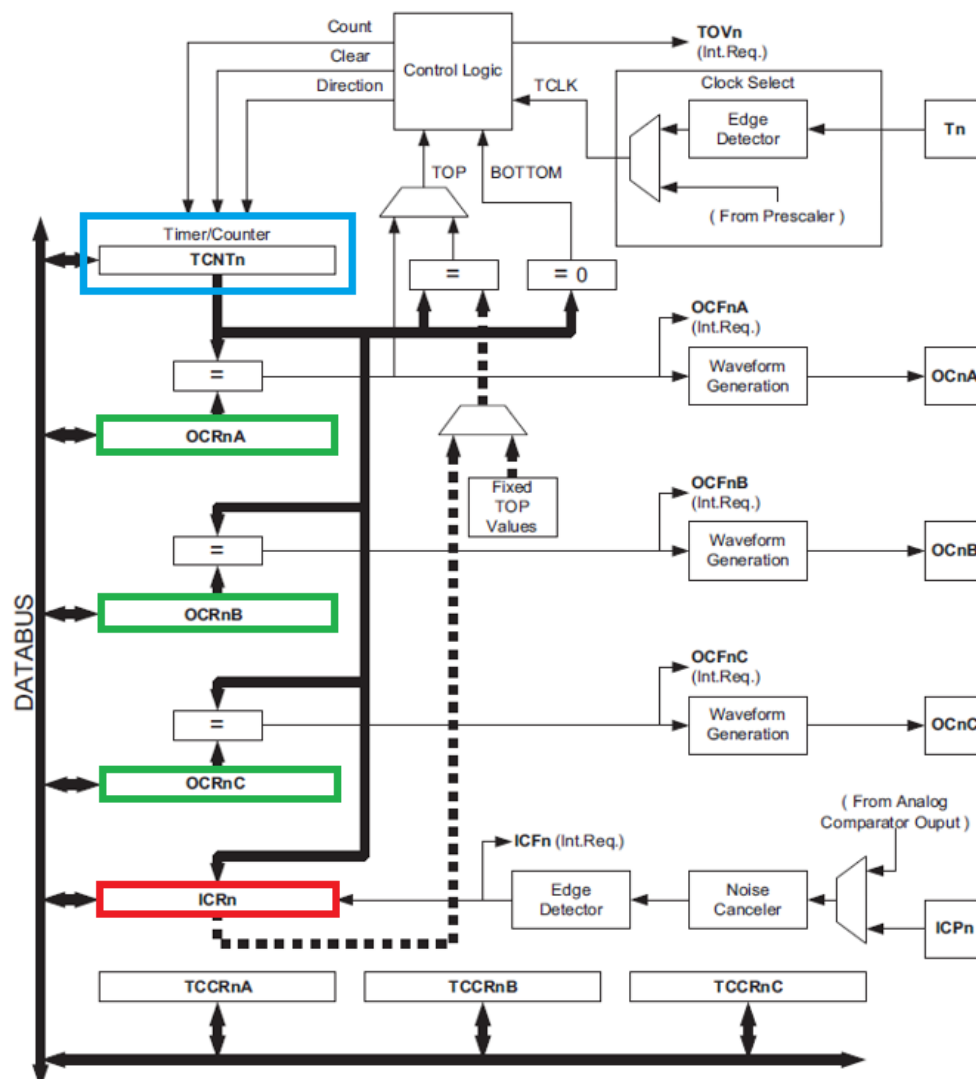 Count
Clear
Direction
Control Logic
TOVn
(Int.Req.)
TCLK
Clock Select
Edge
Detector
Tn
( From Prescaler )
TOP
BOTTOM
Timer/Counter
TCNTn
=
= 0
=
OCRnA
OCFnA
(Int.Req.)
Waveform
Generation
OCnA
Fixed
TOP
Values
=
OCRnB
OCFnB
(Int.Req.)
Waveform
Generation
OCnB
DATABUS
=
OCRnC
OCFnC
(Int.Req.)
Waveform
Generation
OCnC
( From Analog
Comparator Ouput )
ICFn (Int.Req.)
ICRn
Edge
Detector
Noise
Canceler
ICPn
TCCRnA
TCCRnB
TCCRnC